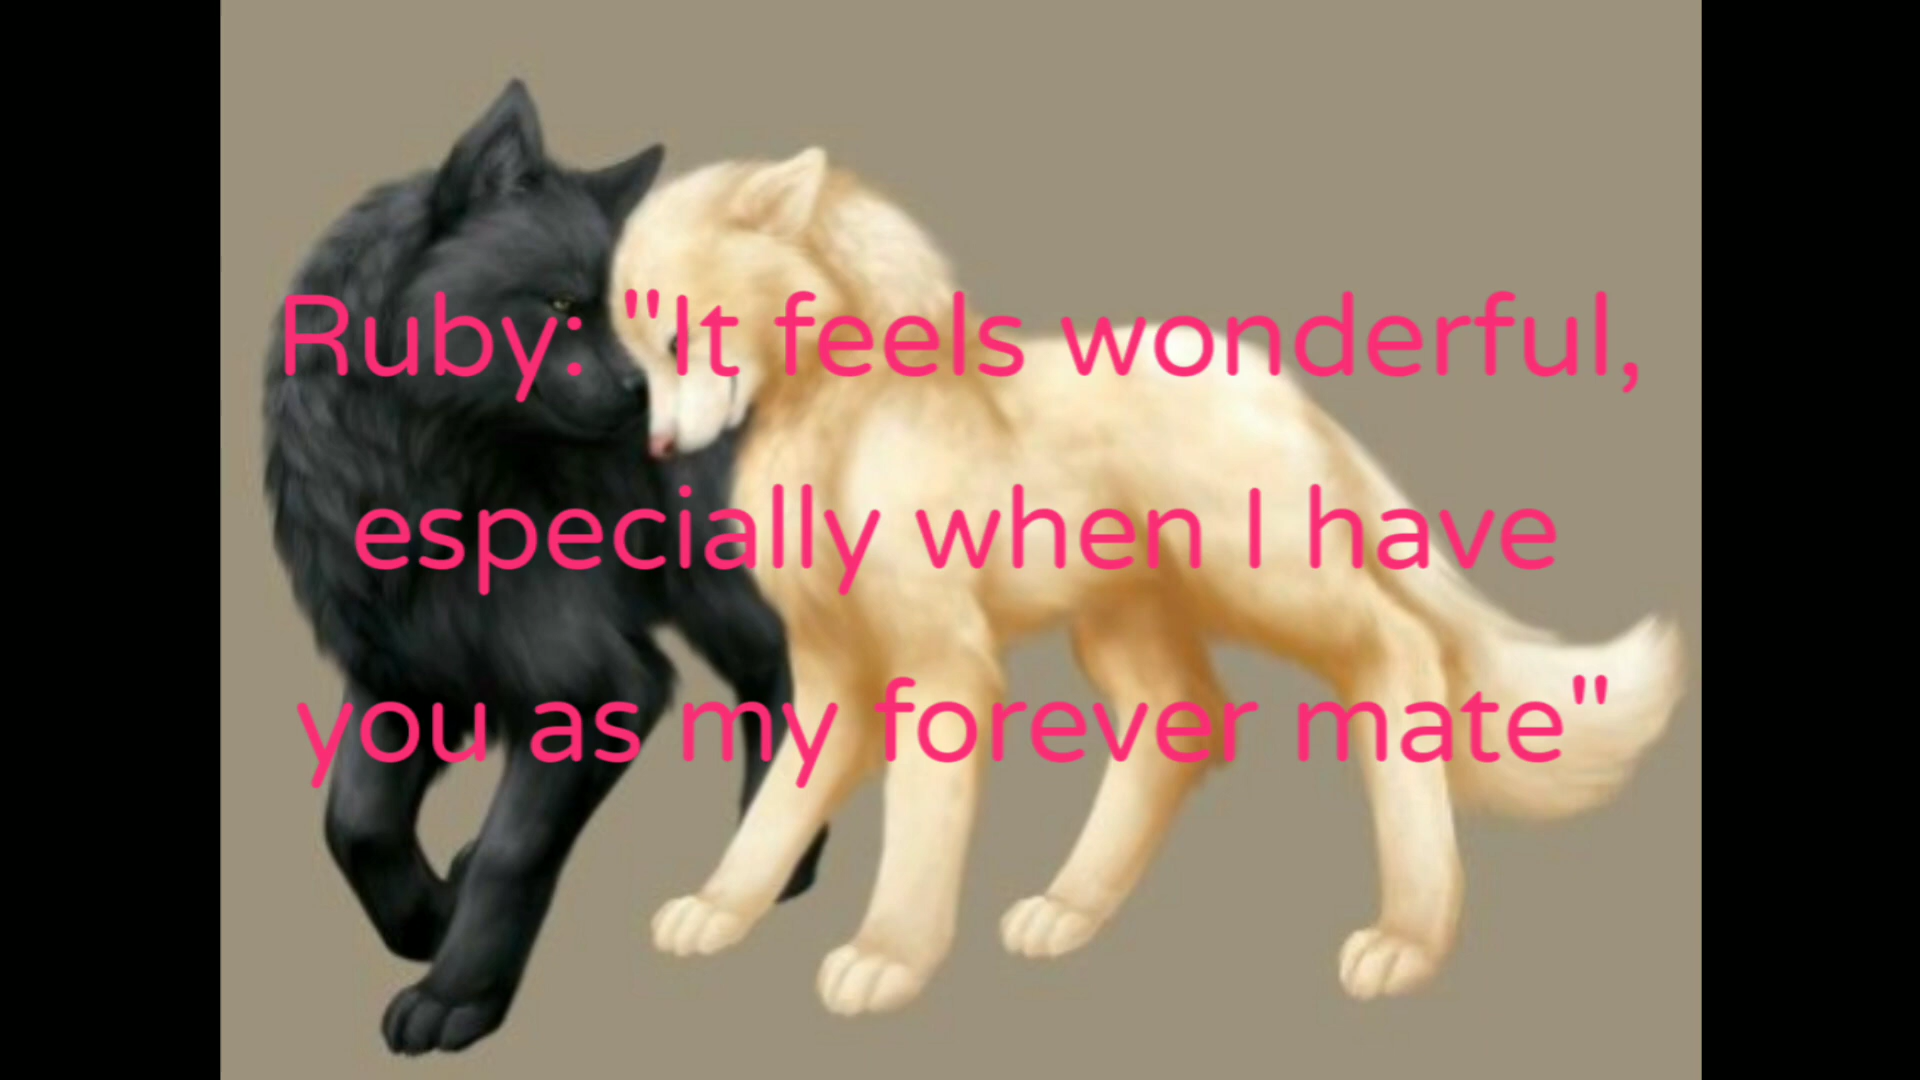 Ruby: "It feels wonderful,
especially when I have
you as my forever mate"